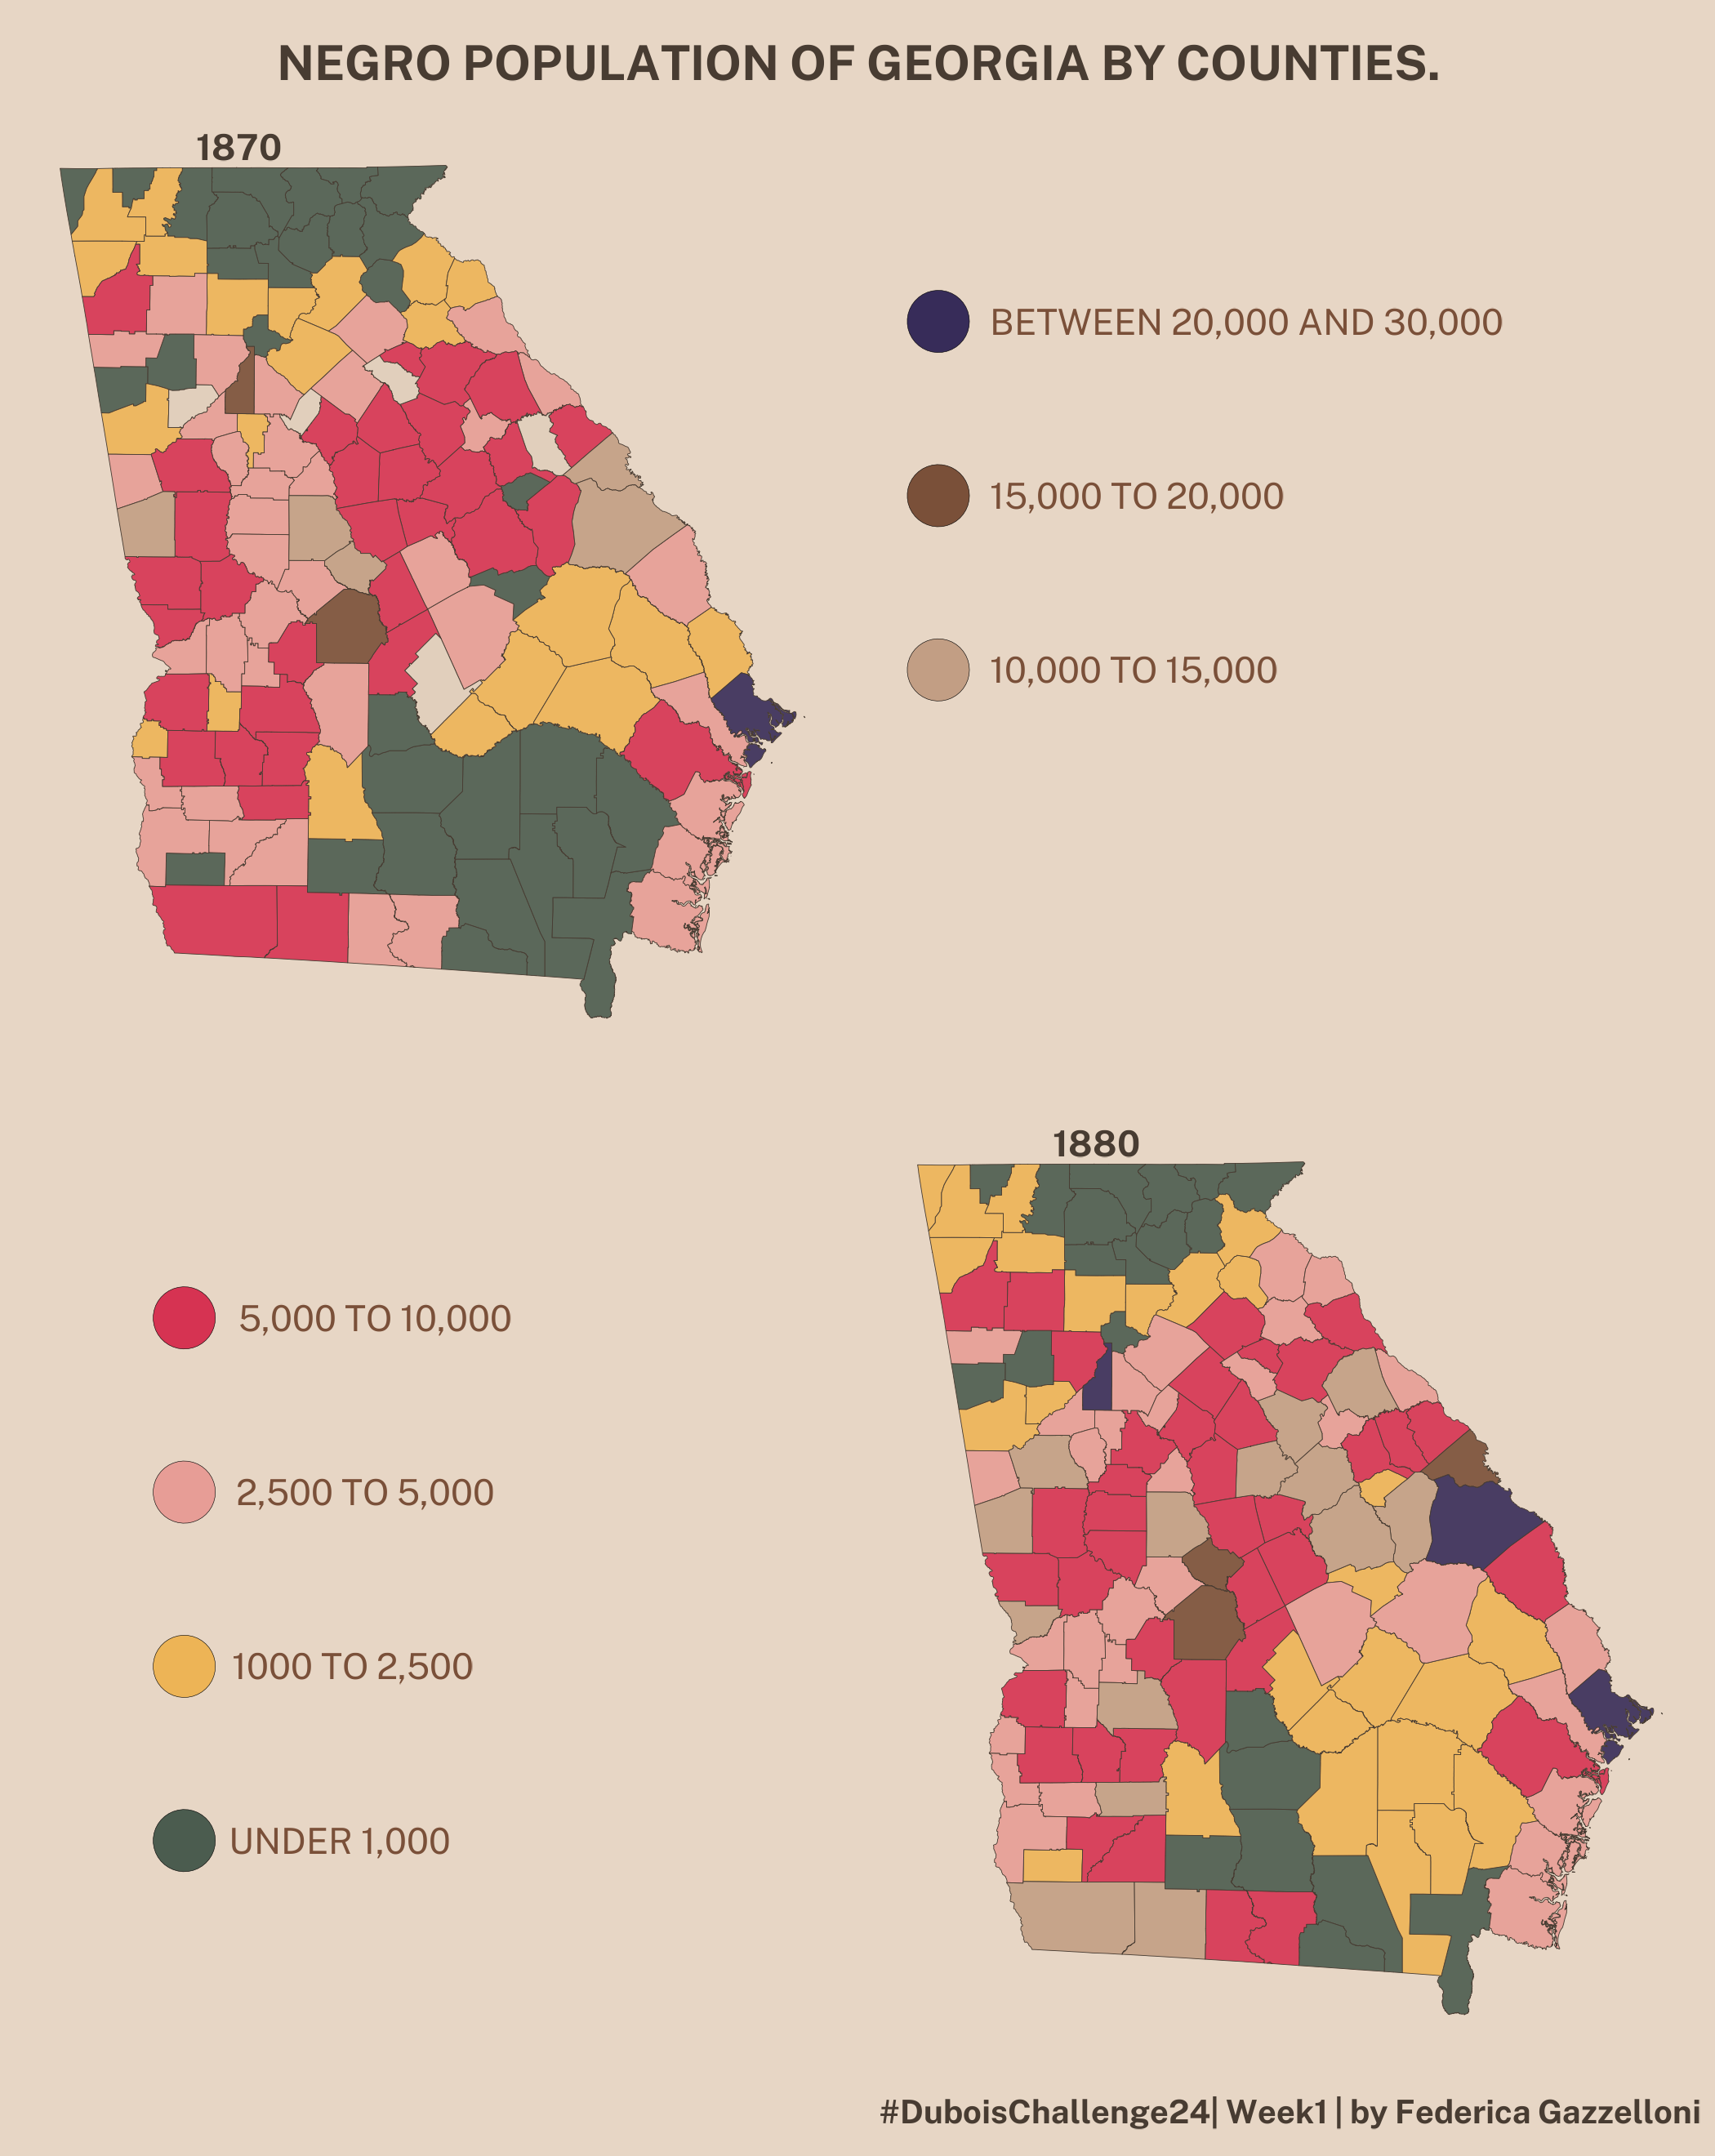 NEGRO POPULATION OF GEORGIA BY COUNTIES.
1870
BETWEEN 20,000 AND 30,000
15,000 TO 20,000
10,000 TO 15,000
1880
5,000 TO 10,000
2,500 TO 5,000
1000 TO 2,500
UNDER 1,000
#DuboisChallenge24| Week1 | by Federica Gazzelloni